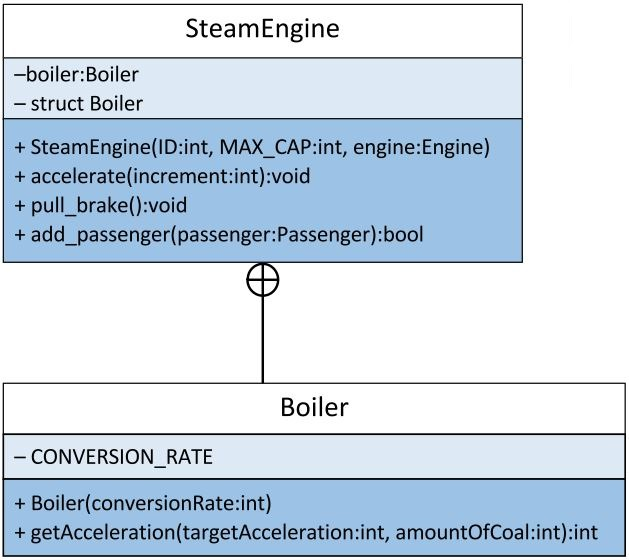 SteamEngine
–boiler:Boiler
– struct Boiler
+ SteamEngine(ID:int, MAX_CAP:int, engine:Engine)
+ accelerate(increment:int):void
+ pull_brake():void
+ add_passenger(passenger:Passenger):bool
Boiler
– CONVERSION_RATE
+ Boiler(conversionRate:int)
+ getAcceleration(targetAcceleration:int, amountOfCoal:int):int